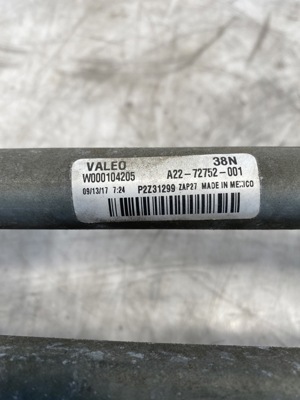 VALEO 38N
W000104205 A22-72752-001
09/13/17 7:24 P2Z31299 ZAP27 MADE IN MEXICO